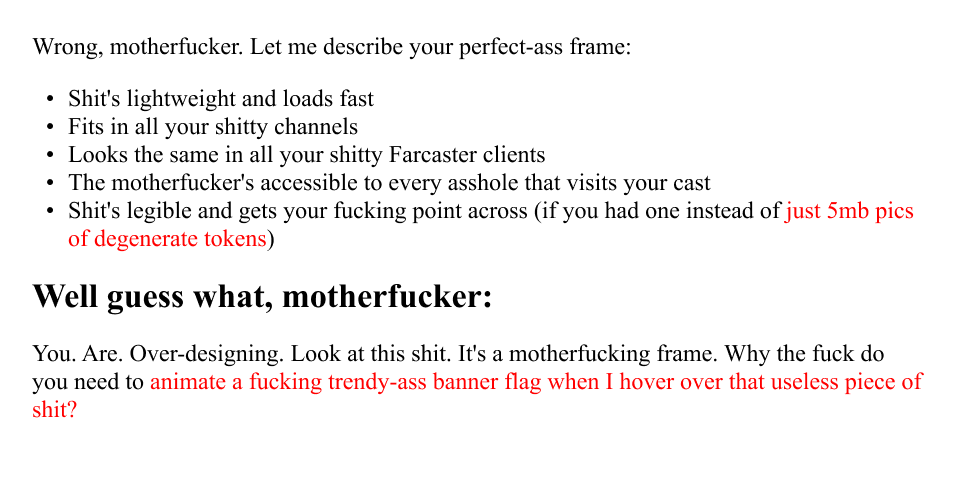 Wrong, motherfucker. Let me describe your perfect-ass frame:
• Shit's lightweight and loads fast
• Fits in all your shitty channels
• Looks the same in all your shitty Farcaster clients
• The motherfucker's accessible to every asshole that visits your cast
• Shit's legible and gets your fucking point across (if you had one instead of just 5mb pics
of degenerate tokens)
Well guess what, motherfucker:
You. Are. Over-designing. Look at this shit. It's a motherfucking frame. Why the fuck do
you need to animate a fucking trendy-ass banner flag when I hover over that useless piece of
shit?